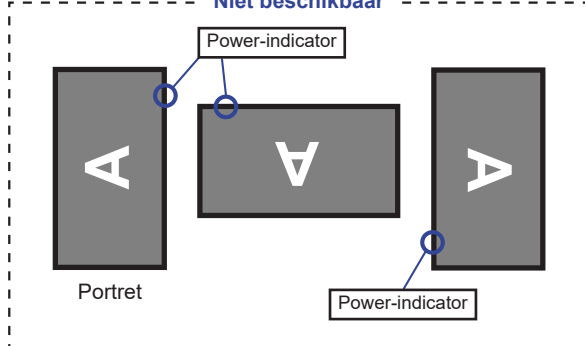 Niet beschikbaar
Power-indicator
A
A
A
Portret
Power-indicator